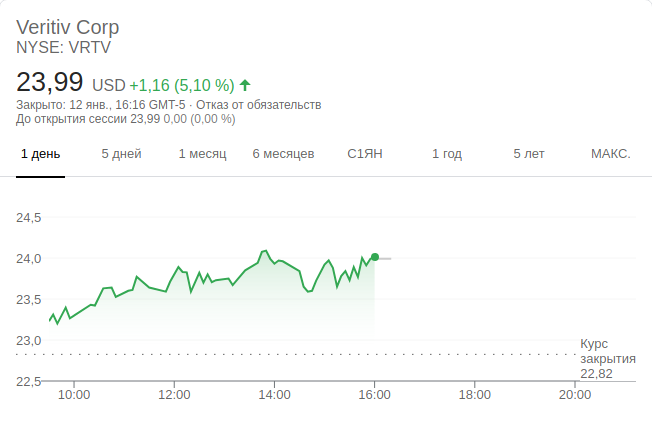 Veritiv Corp
NYSE: VRTV
23,99 USD +1,16 (5,10 %)
Закрыто: 12 янв., 16:16 GMT-5 · Отказ от обязательств
До открытия сессии 23,99 0,00 (0,00 %)
1 день 5 дней 1 месяц 6 месяцев С1ЯН 1 год 5 лет МАКС.
24,5
24,0
23,5
23,0
Курс
закрытия
22,82
22,5
10:00 12:00 14:00 16:00 18:00 20:00